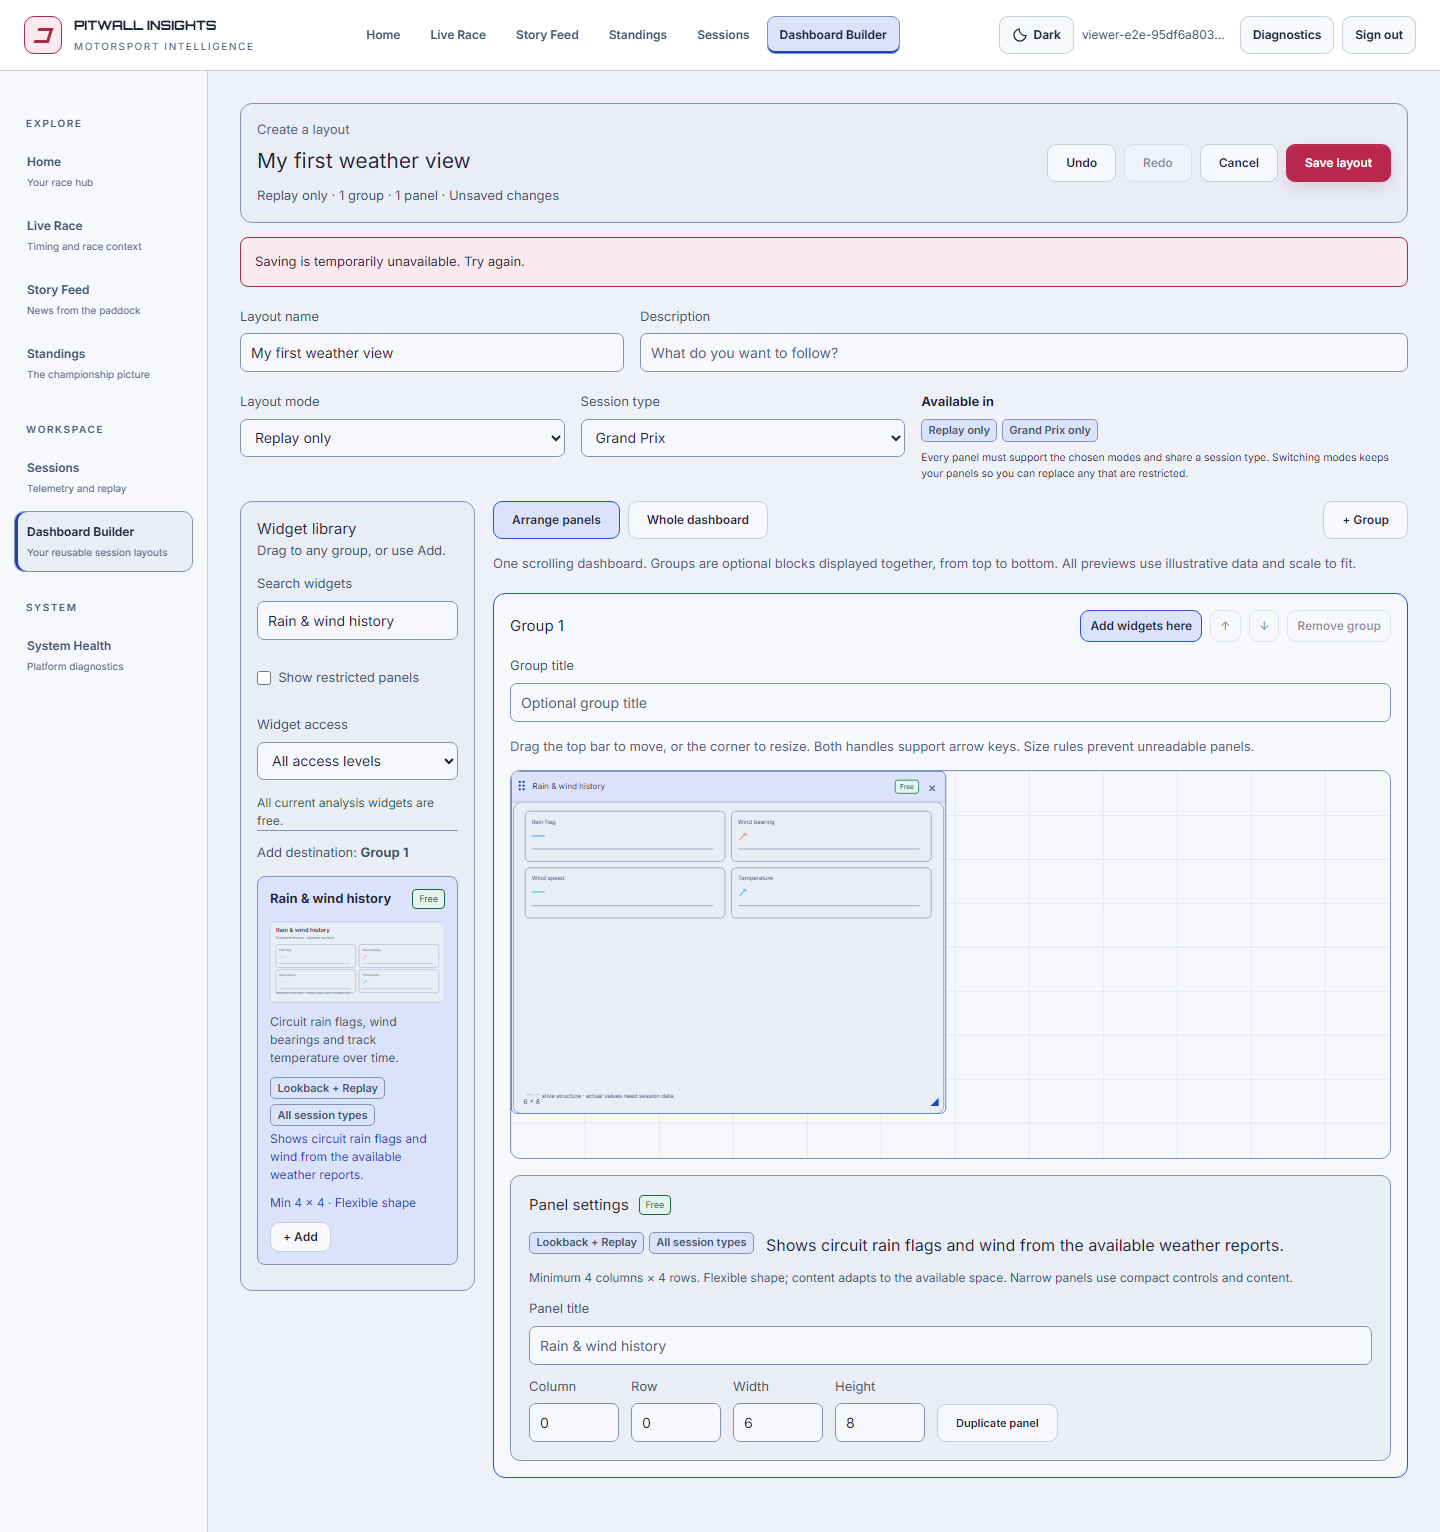 PITWALL INSIGHTS
MOTORSPORT INTELLIGENCE
Home
Live Race
Story Feed
Standings
Sessions
Dashboard Builder
Dark
viewer-e2e-95df6a803...
Diagnostics
Sign out
EXPLORE
Home
Your race hub
Live Race
Timing and race context
Story Feed
News from the paddock
Standings
The championship picture
WORKSPACE
Sessions
Telemetry and replay
Dashboard Builder
Your reusable session layouts
SYSTEM
System Health
Platform diagnostics
Create a layout
My first weather view
Replay only · 1 group · 1 panel · Unsaved changes
Undo
Redo
Cancel
Save layout
Saving is temporarily unavailable. Try again.
Layout name
My first weather view
Description
What do you want to follow?
Layout mode
Replay only
Session type
Grand Prix
Available in
Replay only
Grand Prix only
Every panel must support the chosen modes and share a session type. Switching modes keeps
your panels so you can replace any that are restricted.
Widget library
Drag to any group, or use Add.
Search widgets
Rain & wind history
Show restricted panels
Widget access
All access levels
All current analysis widgets are
free.
Add destination: Group 1
Rain & wind history
Free
Rain & wind history
Circuit rain flags, wind
bearings and track
temperature over time.
Lookback + Replay
All session types
Shows circuit rain flags and
wind from the available
weather reports.
Min 4 × 4 · Flexible shape
+ Add
Arrange panels
Whole dashboard
+ Group
One scrolling dashboard. Groups are optional blocks displayed together, from top to bottom. All previews use illustrative data and scale to fit.
Group 1
Add widgets here
↑
↓
Remove group
Group title
Optional group title
Drag the top bar to move, or the corner to resize. Both handles support arrow keys. Size rules prevent unreadable panels.
Rain & wind history
Free
×
Rain flag
Wind bearing
Wind speed
Temperature
stive structure · actual values need session data
6 × 8
Panel settings
Free
Lookback + Replay
All session types
Shows circuit rain flags and wind from the available weather reports.
Minimum 4 columns × 4 rows. Flexible shape; content adapts to the available space. Narrow panels use compact controls and content.
Panel title
Rain & wind history
Column
Row
Width
Height
0
0
6
8
Duplicate panel